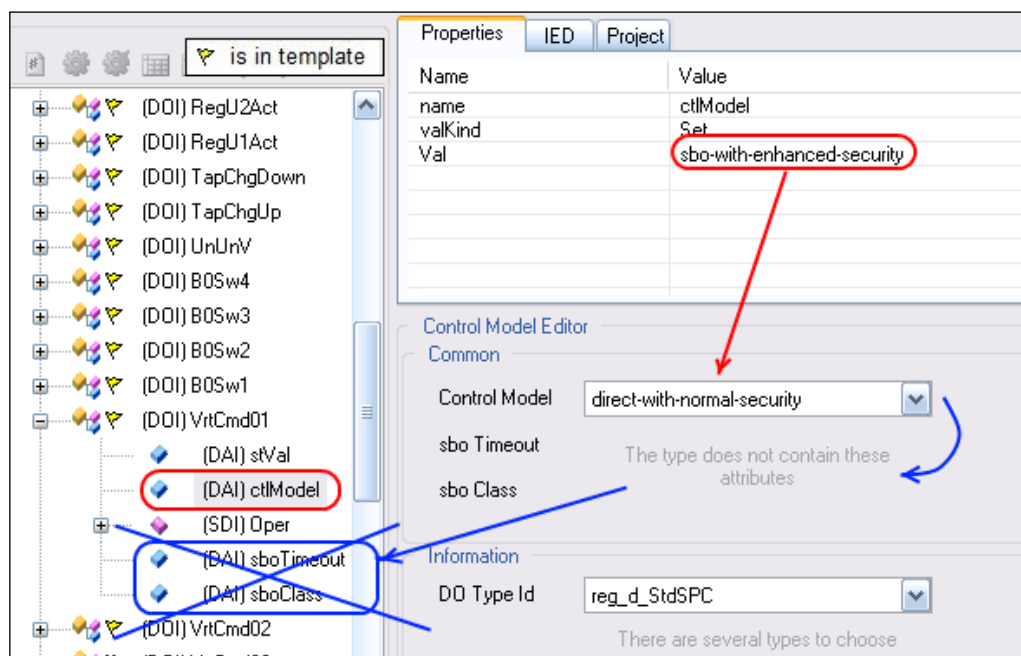 is in template
(DOI) RegU2Act
(DOI) RegU1Act
(DOI) TapChgDown
(DOI) TapChgUp
(DOI) UnUnV
(DOI) B0Sw4
(DOI) B0Sw3
(DOI) B0Sw2
(DOI) B0Sw1
(DOI) VrtCmd01
(DAI) stVal
(DAI) ctlModel
(SDI) Oper
(DAI) sboTimeout
(DAI) sboClass
(DOI) VrtCmd02
Properties IED Project
Name Value
name ctlModel
valKind Set
Val sbo-with-enhanced-security
Control Model Editor
Common
Control Model direct-with-normal-security
sbo Timeout
The type does not contain these
attributes
sbo Class
Information
DO Type Id reg_d_StdSPC
There are several types to choose